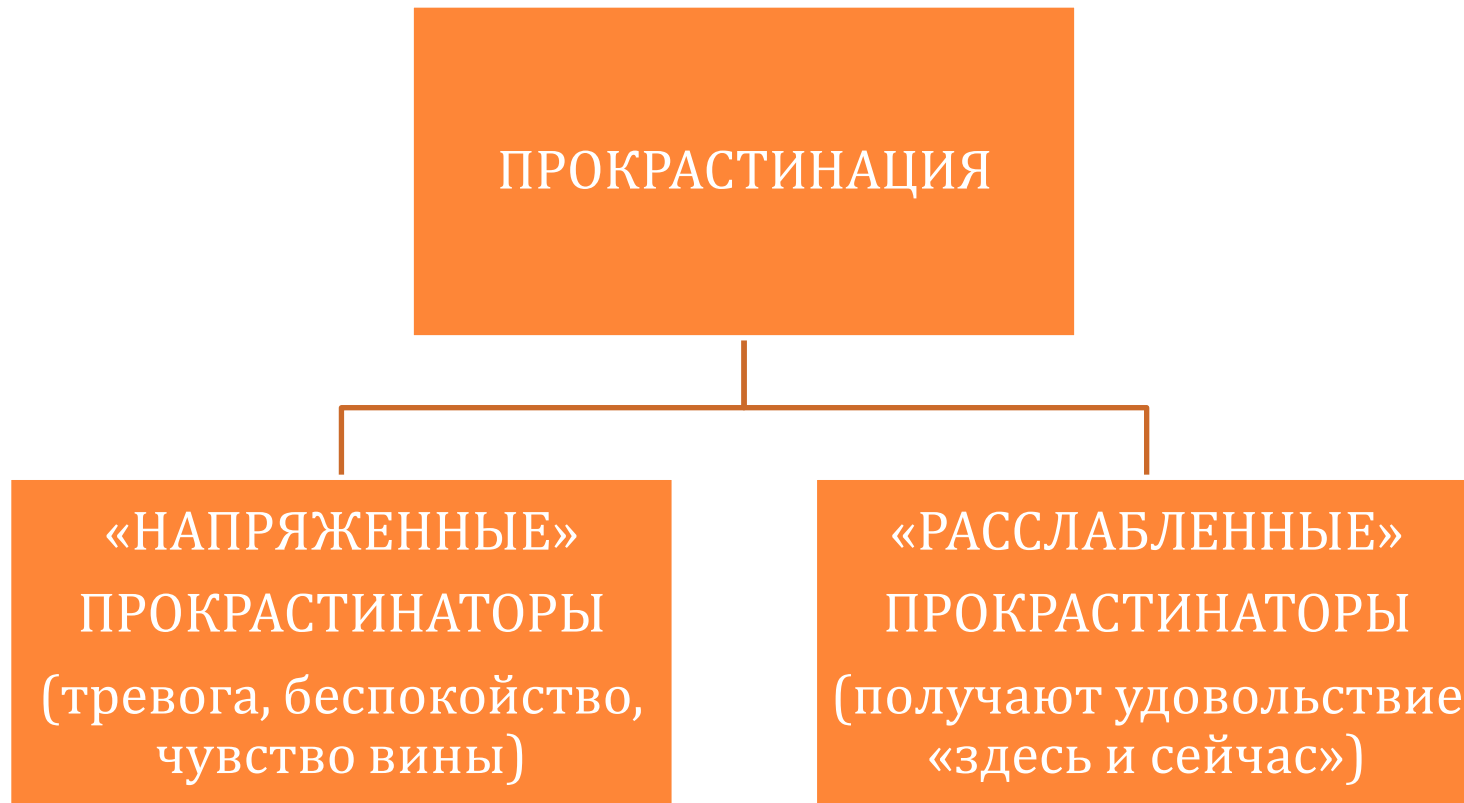 ПРОКРАСТИНАЦИЯ
«НАПРЯЖЕННЫЕ»
ПРОКРАСТИНАТОРЫ
(тревога, беспокойство,
чувство вины)
«РАССЛАБЛЕННЫЕ»
ПРОКРАСТИНАТОРЫ
(получают удовольствие
«здесь и сейчас»)